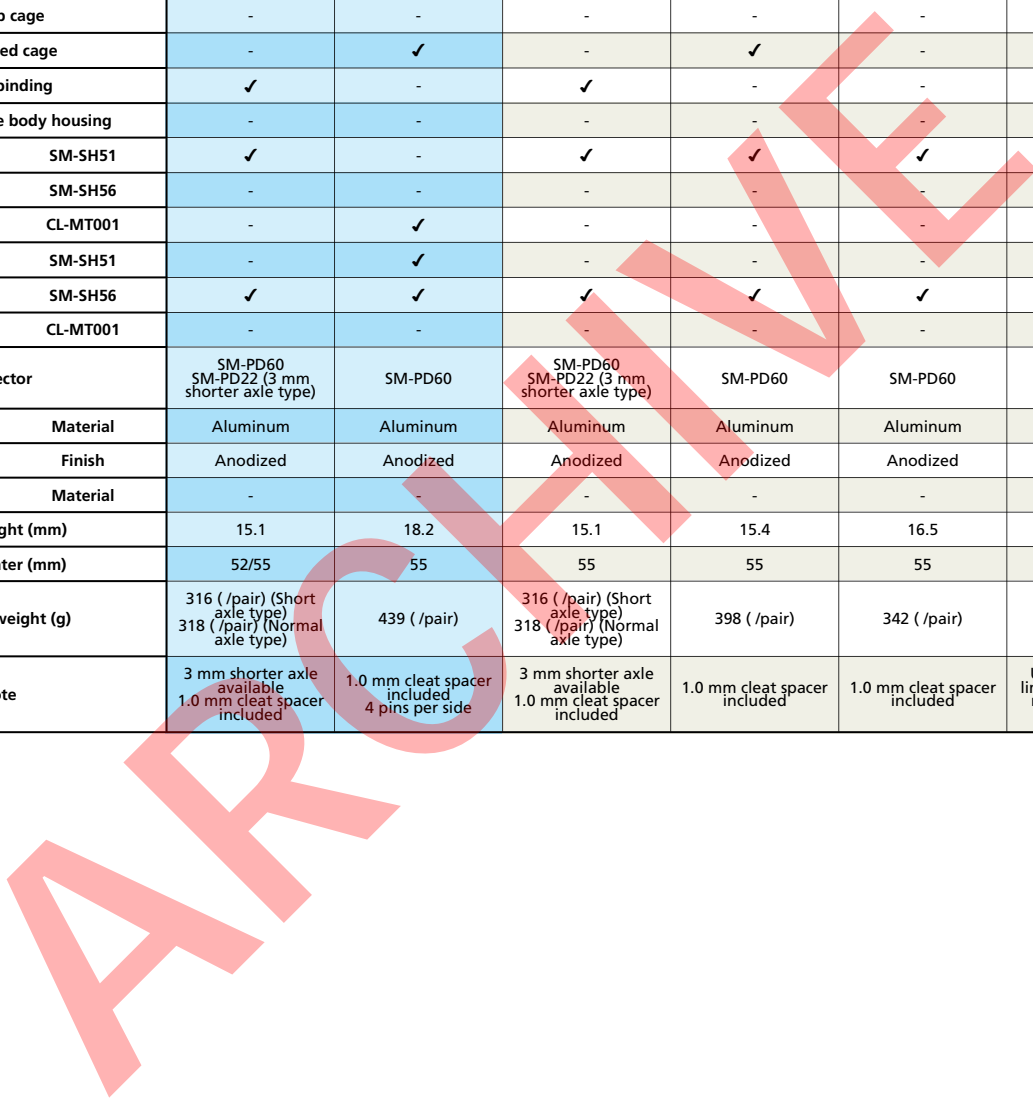 cage
- - - - -
ed cage - ✓ - ✓ -
binding ✓ - ✓ - -
e body housing - - - - -
SM-SH51 ✓ - ✓ ✓ ✓
SM-SH56 - - - - -
CL-MT001 - ✓ - - -
SM-SH51 - ✓ - - -
SM-SH56 ✓ ✓ ✓ ✓ ✓
CL-MT001 - - - - -
ector
SM-PD60
SM-PD22 (3 mm
shorter axle type)
SM-PD60
SM-PD60
SM-PD22 (3 mm
shorter axle type)
SM-PD60
SM-PD60
Material Aluminum Aluminum Aluminum Aluminum Aluminum
Finish Anodized Anodized Anodized Anodized Anodized
Material - - - - -
ght (mm) 15.1 18.2 15.1 15.4 16.5
nter (mm) 52/55 55 55 55 55
weight (g)
316 ( /pair) (Short
axle type)
318 ( /pair) (Normal
axle type)
439 ( /pair)
316 ( /pair) (Short
axle type)
318 ( /pair) (Normal
axle type)
398 ( /pair)
342 ( /pair)
ote
3 mm shorter axle
available
1.0 mm cleat spacer
included
1.0 mm cleat spacer
included
4 pins per side
3 mm shorter axle
available
1.0 mm cleat spacer
included
1.0 mm cleat spacer
included
1.0 mm cleat spacer
included
ARCHIVE